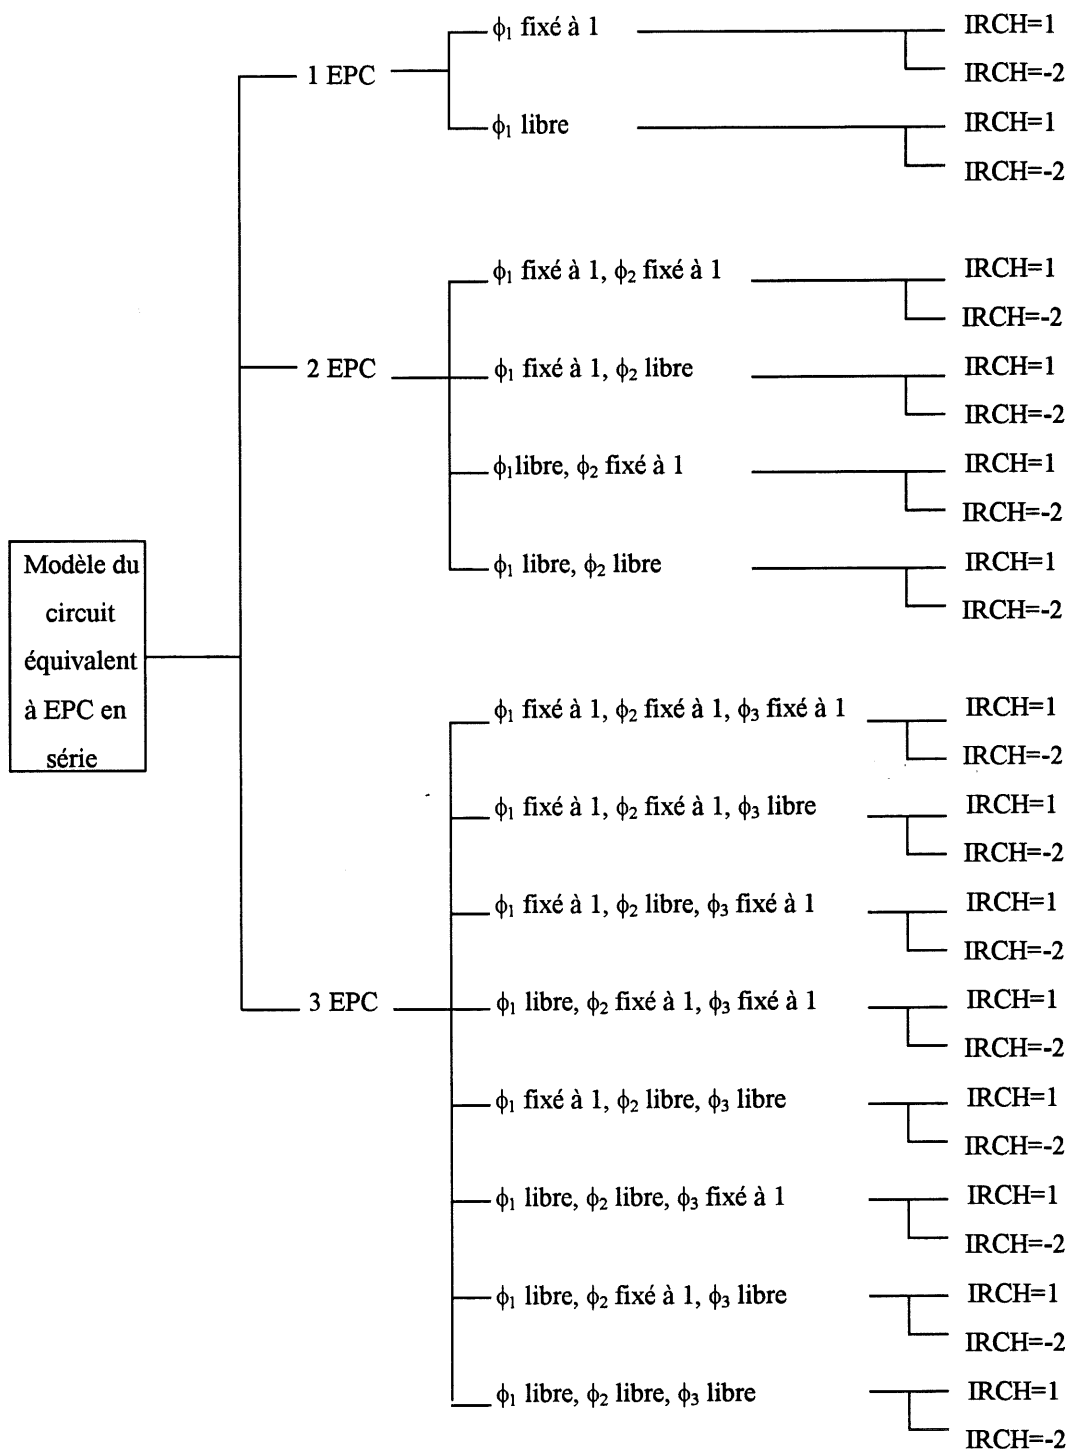 ϕ₁ fixé à 1
IRCH=1
IRCH=-2
1 EPC
ϕ₁ libre
IRCH=1
IRCH=-2
ϕ₁ fixé à 1, ϕ₂ fixé à 1
IRCH=1
IRCH=-2
2 EPC
ϕ₁ fixé à 1, ϕ₂ libre
IRCH=1
IRCH=-2
ϕ₁libre, ϕ₂ fixé à 1
IRCH=1
IRCH=-2
ϕ₁ libre, ϕ₂ libre
IRCH=1
IRCH=-2
Modèle du
circuit
équivalent
à EPC en
série
ϕ₁ fixé à 1, ϕ₂ fixé à 1, ϕ₃ fixé à 1
IRCH=1
IRCH=-2
ϕ₁ fixé à 1, ϕ₂ fixé à 1, ϕ₃ libre
IRCH=1
IRCH=-2
ϕ₁ fixé à 1, ϕ₂ libre, ϕ₃ fixé à 1
IRCH=1
IRCH=-2
3 EPC
ϕ₁ libre, ϕ₂ fixé à 1, ϕ₃ fixé à 1
IRCH=1
IRCH=-2
ϕ₁ fixé à 1, ϕ₂ libre, ϕ₃ libre
IRCH=1
IRCH=-2
ϕ₁ libre, ϕ₂ libre, ϕ₃ fixé à 1
IRCH=1
IRCH=-2
ϕ₁ libre, ϕ₂ fixé à 1, ϕ₃ libre
IRCH=1
IRCH=-2
ϕ₁ libre, ϕ₂ libre, ϕ₃ libre
IRCH=1
IRCH=-2